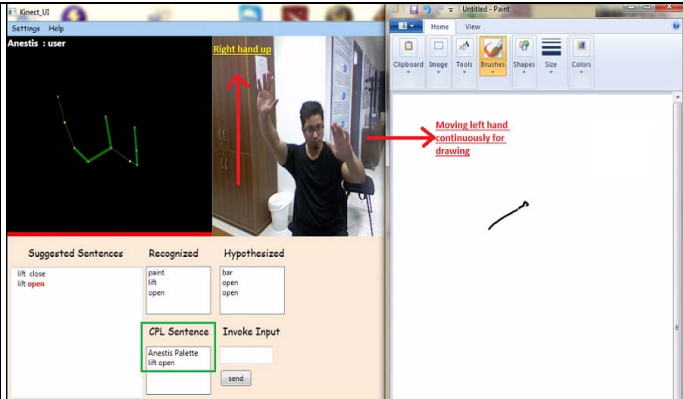 Kinect_UI
Settings Help
Anestis : user
Right hand up
Suggested Sentences
lift close
lift open
Recognized
paint
lift
open
Hypothesized
bar
open
open
CPL Sentence
Anestis Palette
lift open
Invoke Input
send
Untitled - Paint
Home View
Clipboard Image Tools Brushes Shapes Size Colors
Moving left hand
continuously for
drawing